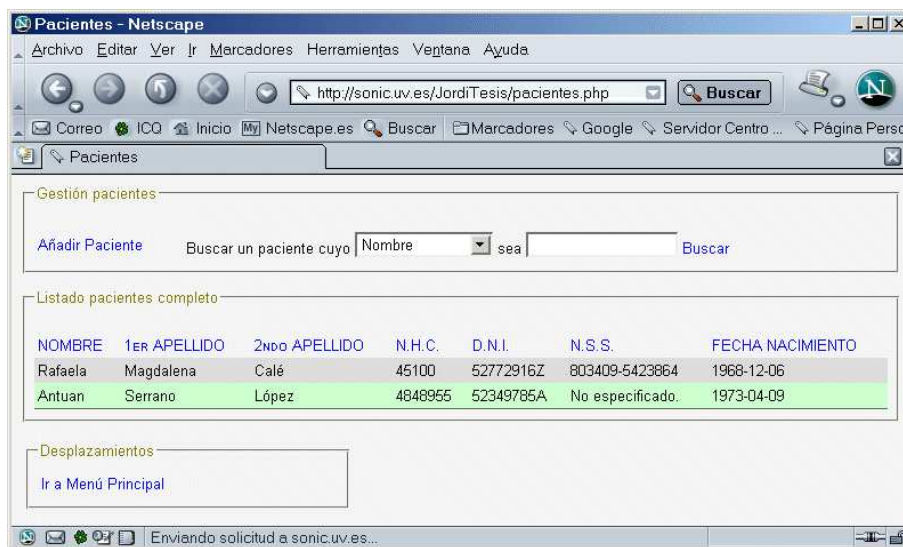 Pacientes - Netscape
Archivo Editar Ver Ir Marcadores Herramientas Ventana Ayuda
http://sonic.uv.es/JordiTesis/pacientes.php Buscar N
Correo ICQ Inicio My Netscape.es Buscar Marcadores Google Servidor Centro ... Página Perso
Pacientes
Gestión pacientes
Añadir Paciente Buscar un paciente cuyo Nombre sea Buscar
Listado pacientes completo
NOMBRE 1ER APELLIDO 2NDO APELLIDO N.H.C. D.N.I. N.S.S. FECHA NACIMIENTO
Rafaela Magdalena Calé 45100 52772916Z 803409-5423864 1968-12-06
Antuan Serrano López 4848955 52349785A No especificado. 1973-04-09
Desplazamientos
Ir a Menú Principal
Enviando solicitud a sonic.uv.es...